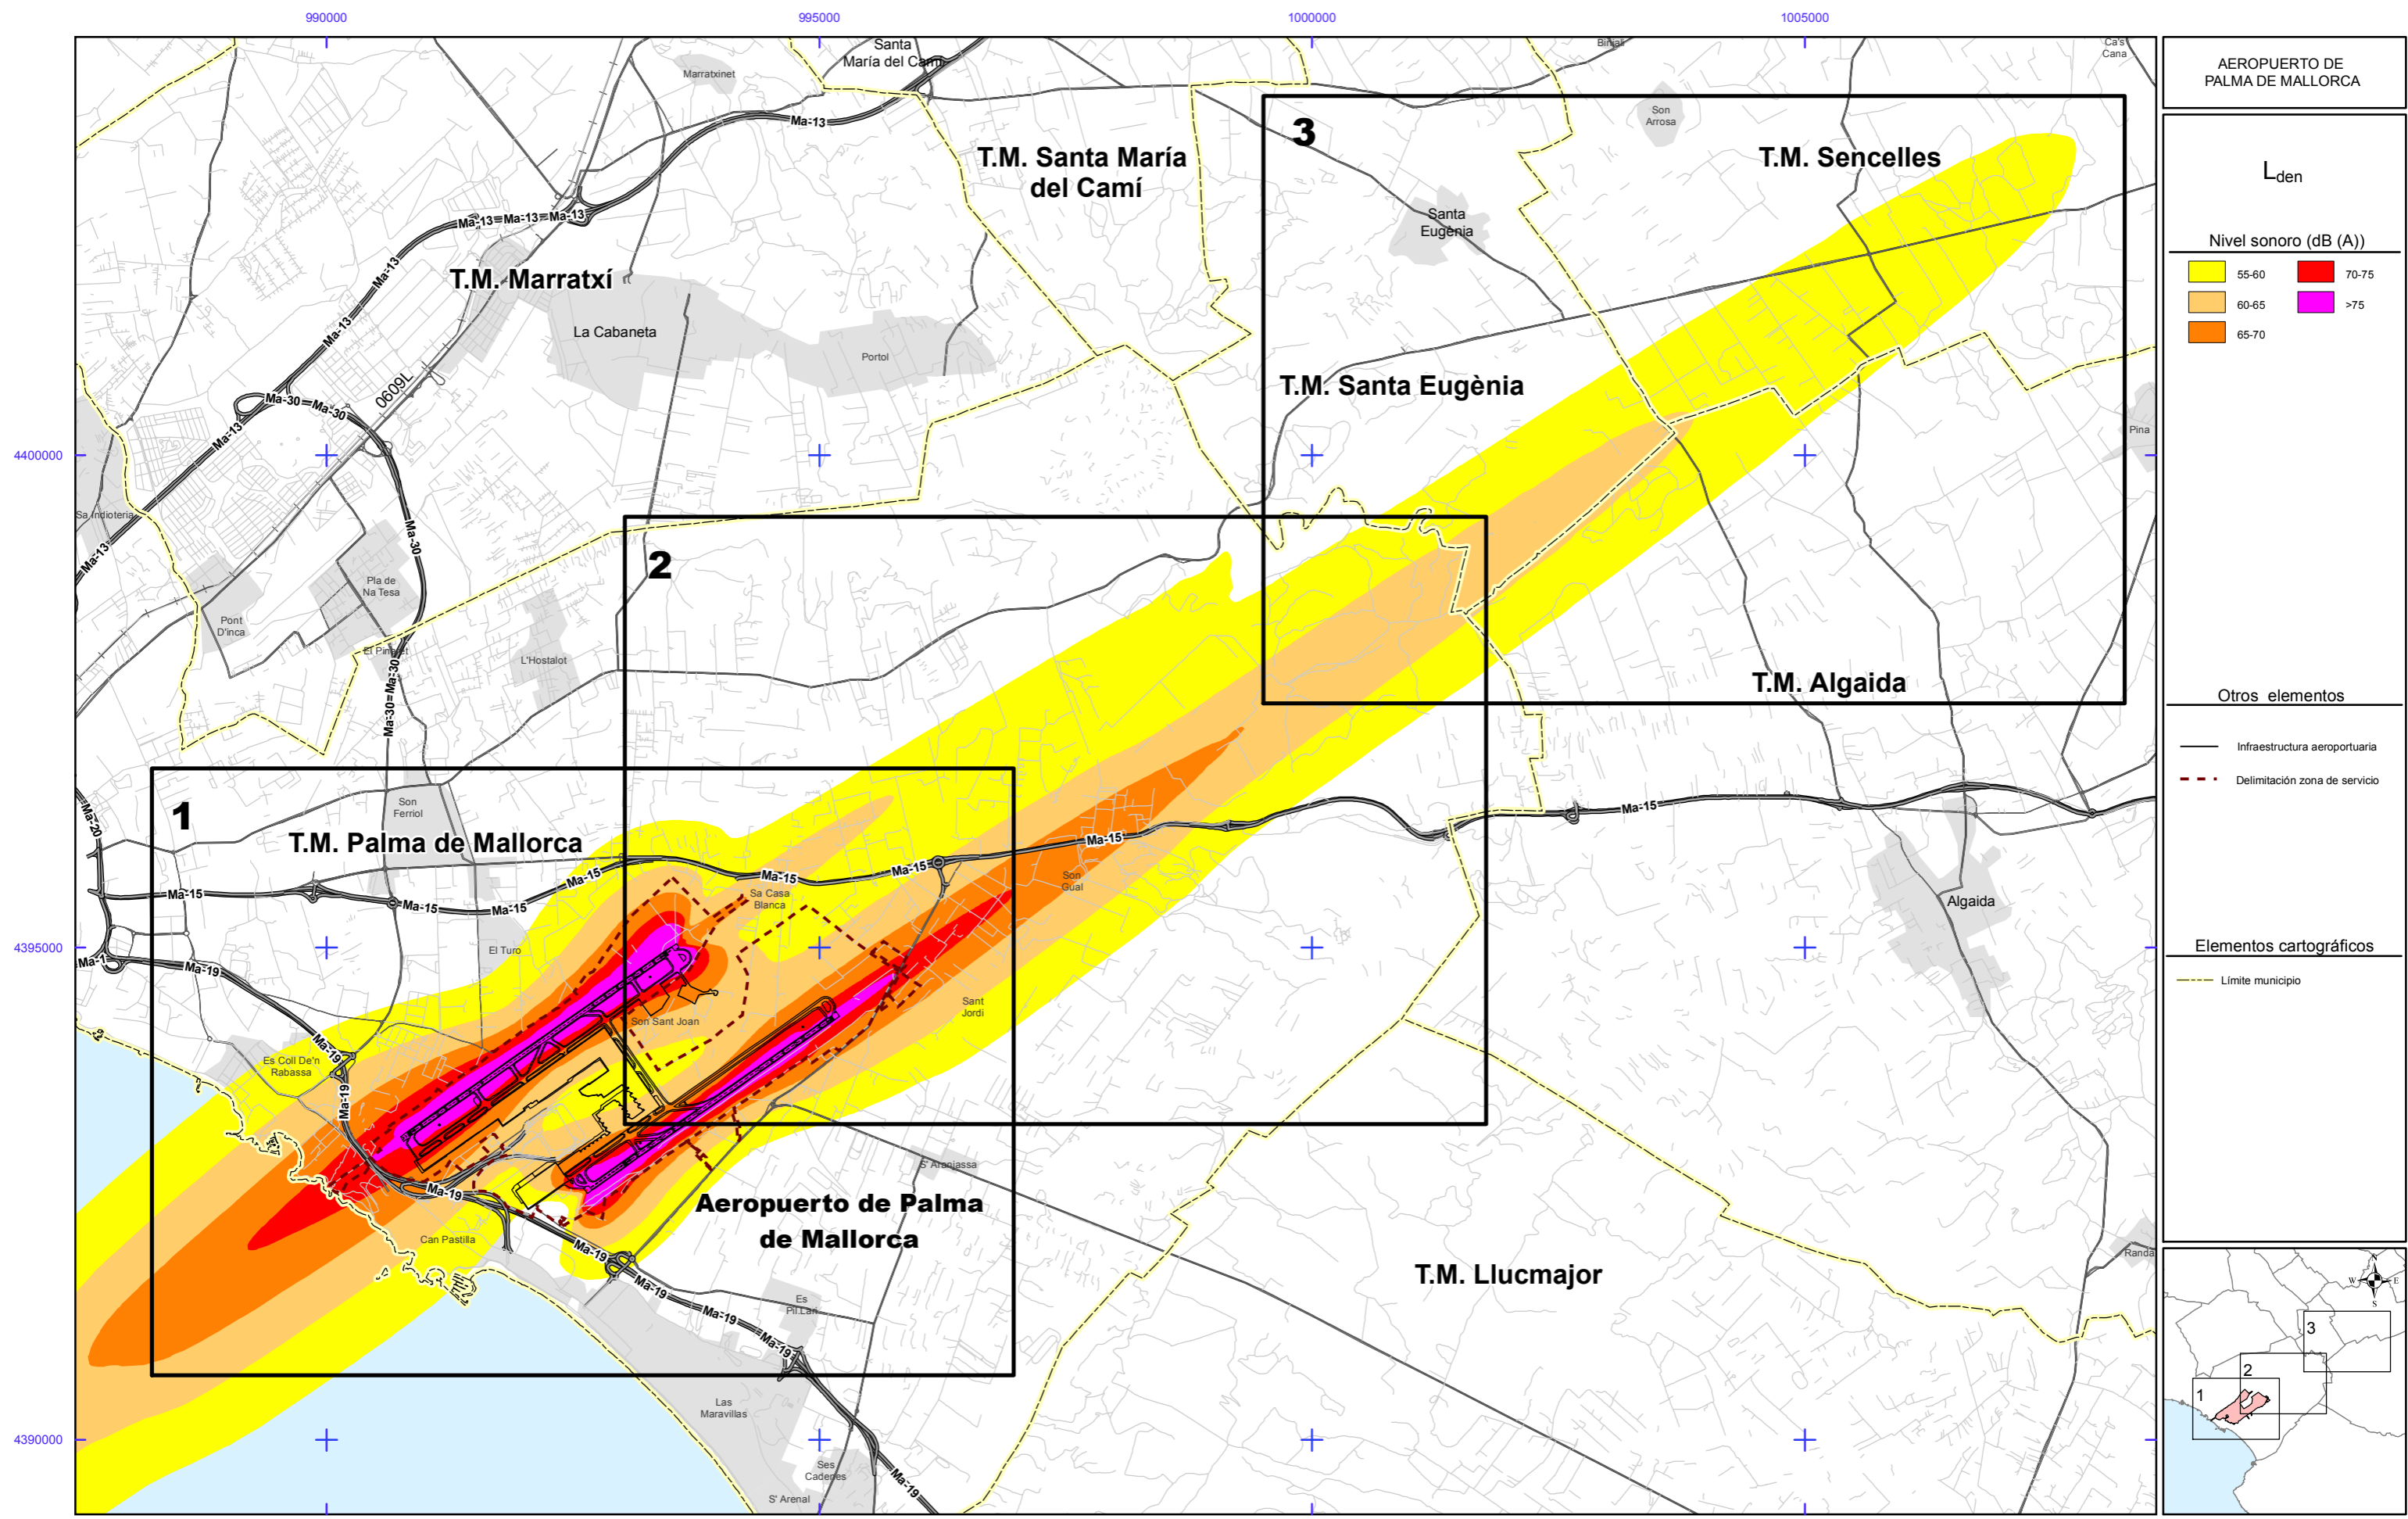 990000
995000
1000000
1005000
4400000
4395000
4390000
Santa
María del Camí
Marratxinet
Biniali
Ca's
Cana
Ma-13
3
Son
Arrosa
T.M. Santa María
del Camí
T.M. Sencelles
Santa
Eugènia
Ma-13
Ma-13
Ma-13
Ma-13
T.M. Marratxí
La Cabaneta
Portol
Ma-13
T.M. Santa Eugènia
0609L
Ma-30
Ma-30
Ma-13
Pina
Sa Indioteria
Ma-13
Ma-30
2
Pla de
Na Tesa
Pont
D'inca
El Pinaret
L'Hostalot
Ma-30
Ma-30
T.M. Algaida
1
Son
Ferriol
Ma-20
T.M. Palma de Mallorca
Ma-15
Ma-15
Ma-15
Ma-15
Ma-15
Ma-15
Ma-15
Ma-15
Ma-15
Sa Casa
Blanca
Son
Gual
Algaida
El Turo
Ma-1
Ma-19
Sant
Jordi
Son Sant Joan
Ma-19
Es Coll De'n
Rabassa
Ma-19
S' Aranjassa
Ma-19
Aeropuerto de Palma
de Mallorca
Can Pastilla
Ma-19
Ma-19
Ma-19
Ma-19
Es
Pil.Lari
T.M. Llucmajor
Randa
Las
Maravillas
Ses
Cadenes
S' Arenal
Ma-19
AEROPUERTO DE
PALMA DE MALLORCA
Lden
Nivel sonoro (dB (A))
55-60
70-75
60-65
>75
65-70
Otros elementos
Infraestructura aeroportuaria
Delimitación zona de servicio
Elementos cartográficos
Límite municipio
N
W
E
S
3
2
1